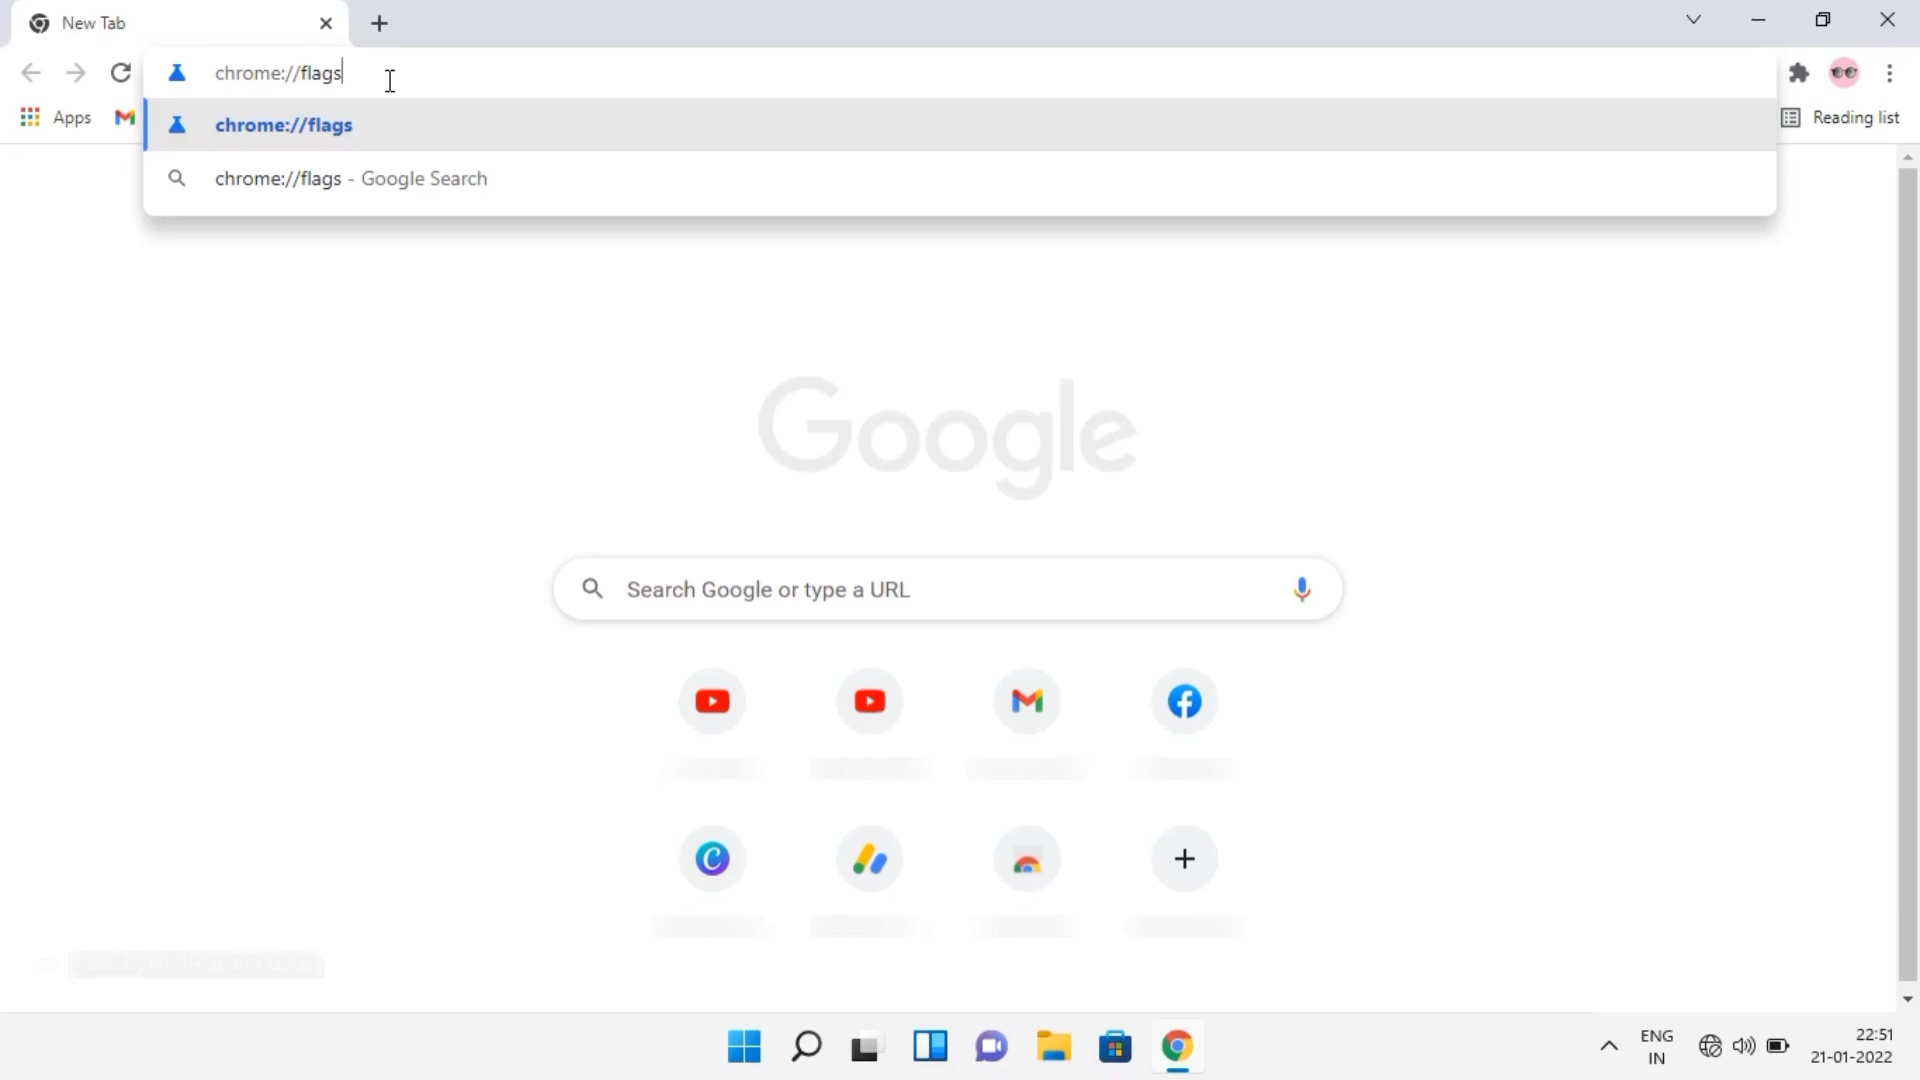 New Tab
chrome://flags
Apps
chrome://flags
Reading list
chrome://flags - Google Search
Google
Search Google or type a URL
ENG
IN
22:51
21-01-2022